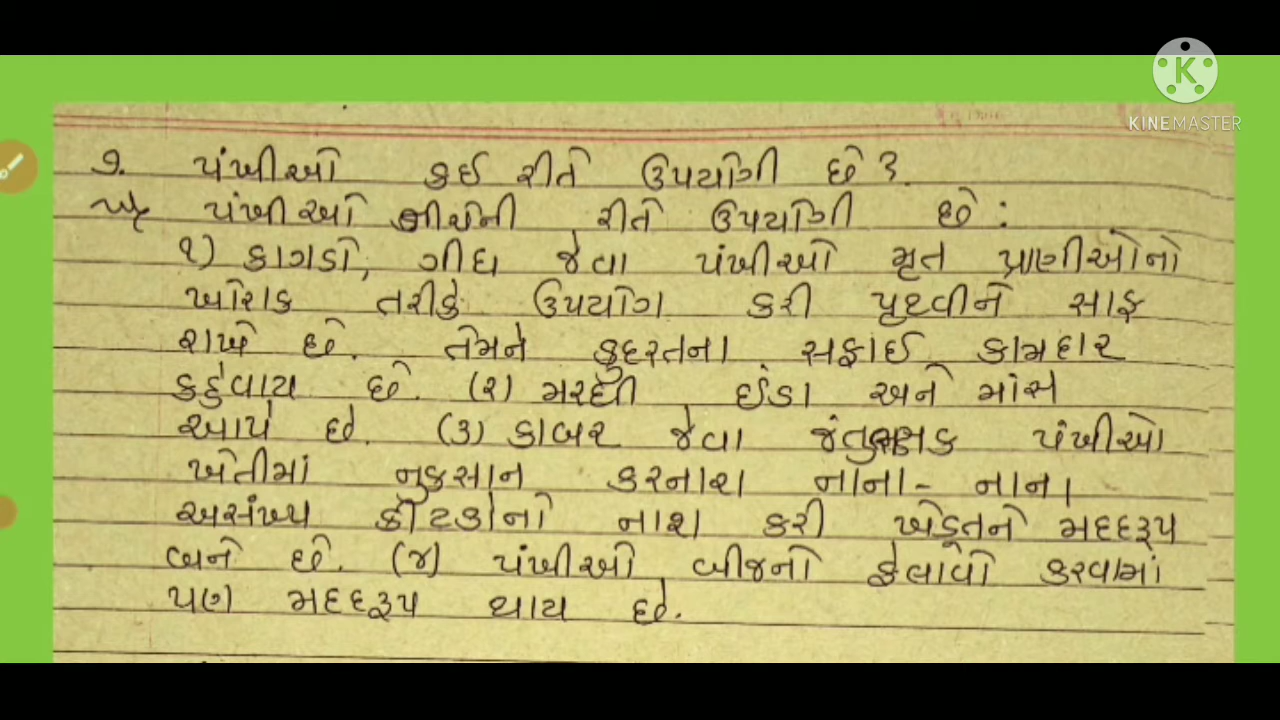 KINEMASTER
૭. પંખીઓ કઈ રીતે ઉપયોગી છે?
પંખીઓ નીચેની રીતે ઉપયોગી છે:
૧) કાગડો, ગીધ જેવા પંખીઓ મૃત પ્રાણીઓનો
ખોરાક તરીકે ઉપયોગ કરી પૃથ્વીને સાફ
રાખે છે. તેમને કુદરતના સફાઈ કામદાર
કહેવાય છે. (૨) મરઘી ઈંડા અને માંસ
આપે છે. (૩) કાબર જેવા જંતુભક્ષક પંખીઓ
ખેતીમાં નુકસાન કરનારા નાના- નાના
અસંખ્ય કીટકોનો નાશ કરી ખેડૂતને મદદરૂપ
બને છે. (૪) પંખીઓ બીજનો ફેલાવો કરવામાં
પણ મદદરૂપ થાય છે.